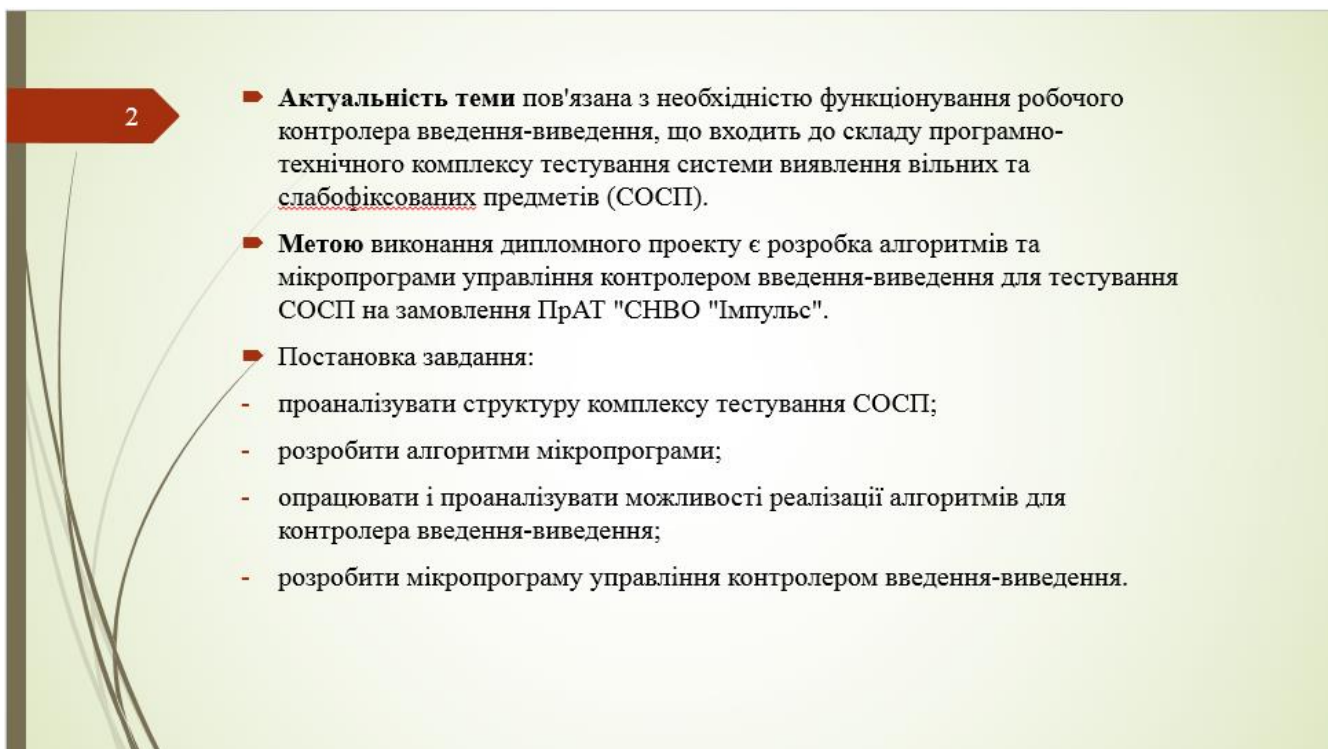 2
Актуальність теми пов'язана з необхідністю функціонування робочого
контролера введення-виведення, що входить до складу програмно-
технічного комплексу тестування системи виявлення вільних та
слабофіксованих предметів (СОСП).
Метою виконання дипломного проекту є розробка алгоритмів та
мікропрограми управління контролером введення-виведення для тестування
СОСП на замовлення ПрАТ "СНВО "Імпульс".
Постановка завдання:
- проаналізувати структуру комплексу тестування СОСП;
- розробити алгоритми мікропрограми;
- опрацювати і проаналізувати можливості реалізації алгоритмів для
контролера введення-виведення;
- розробити мікропрограму управління контролером введення-виведення.